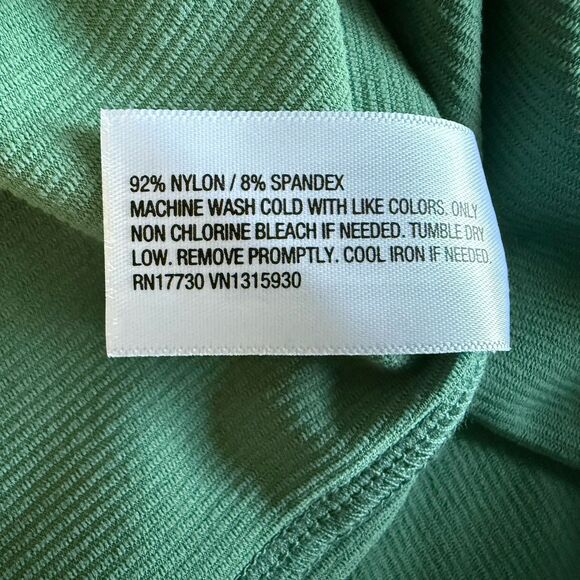 92% NYLON / 8% SPANDEX
MACHINE WASH COLD WITH LIKE COLORS. ONLY
NON CHLORINE BLEACH IF NEEDED. TUMBLE DRY
LOW. REMOVE PROMPTLY. COOL IRON IF NEEDED.
RN17730 VN1315930